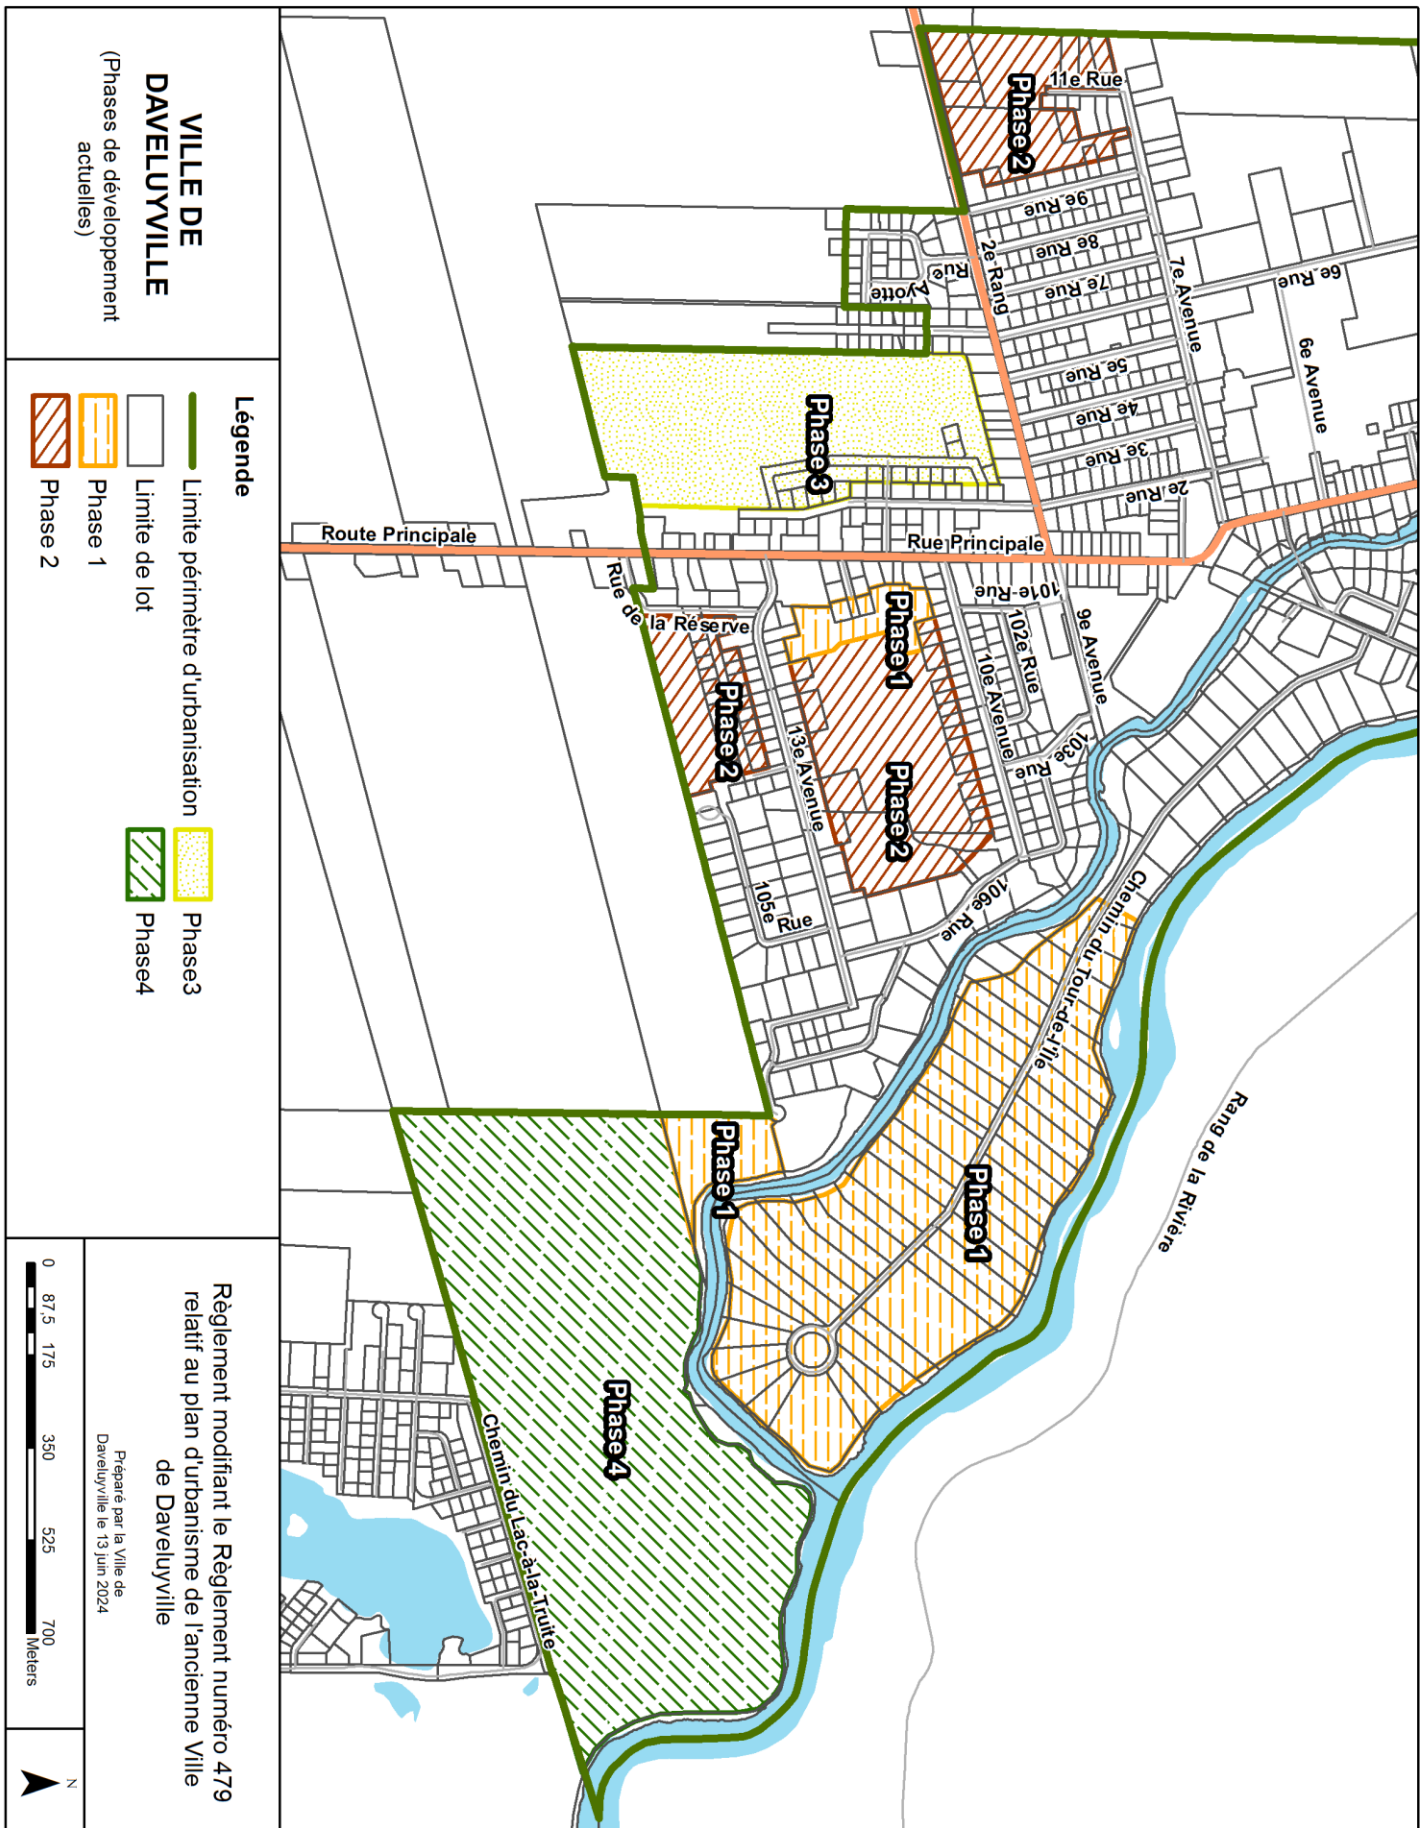 VILLE DE
DAVELUYVILLE
(Phases de développement
actuelles)
Légende
Limite périmètre d'urbanisation
Limite de lot
Phase 1
Phase 2
Phase3
Phase4
Règlement modifiant le Règlement numéro 479
relatif au plan d'urbanisme de l'ancienne Ville
de Daveluyville
Préparé par la Ville de
Daveluyville le 13 juin 2024
0 87,5 175 350 525 700
Meters
N
11e Rue
Phase 2
9e Rue
8e Rue
7e Rue
6e Rue
5e Rue
4e Rue
3e Rue
2e Rue
7e Avenue
6e Avenue
2e Rang
Rue
Ayotte
Phase 3
Route Principale
Rue Principale
Rue de la Réserve
101e Rue
102e Rue
103e Rue
9e Avenue
10e Avenue
Phase 1
Phase 2
Phase 2
13e Avenue
105e Rue
106e Rue
Chemin du Tour-de-l'Île
Rang de la Rivière
Phase 1
Phase 1
Phase 4
Chemin du Lac-à-la-Truite